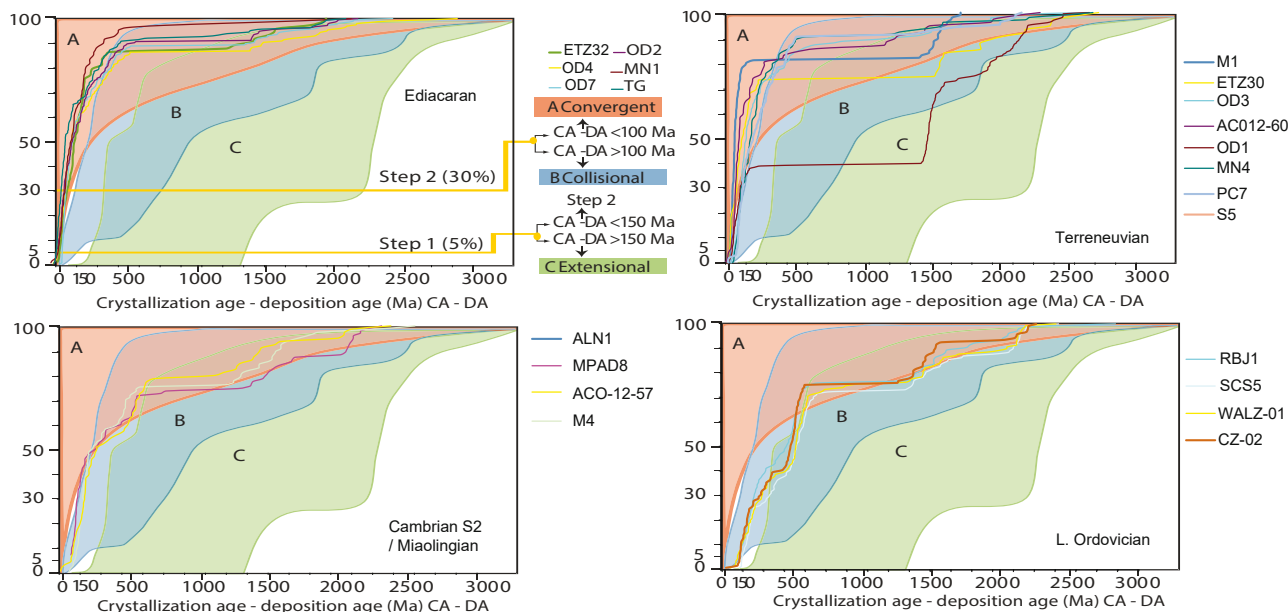 100
50
30
5
0
A
B
C
Ediacaran
Step 2 (30%)
Step 1 (5%)
0 150 500 1000 1500 2000 2500 3000
Crystallization age - deposition age (Ma) CA - DA
ETZ32 OD2
OD4 MN1
OD7 TG
A Convergent
CA -DA <100 Ma
CA -DA >100 Ma
B Collisional
Step 2
CA -DA <150 Ma
CA -DA >150 Ma
C Extensional
100
50
30
5
0
A
B
C
Terreneuvian
0 150 500 1000 1500 2000 2500 3000
Crystallization age - deposition age (Ma) CA - DA
M1
ETZ30
OD3
AC012-60
OD1
MN4
PC7
S5
100
50
30
5
0
A
B
C
Cambrian S2
/ Miaolingian
0 150 500 1000 1500 2000 2500 3000
Crystallization age - deposition age (Ma) CA - DA
ALN1
MPAD8
ACO-12-57
M4
100
50
30
5
0
A
B
C
L. Ordovician
0 150 500 1000 1500 2000 2500 3000
Crystallization age - deposition age (Ma) CA - DA
RBJ1
SCS5
WALZ-01
CZ-02